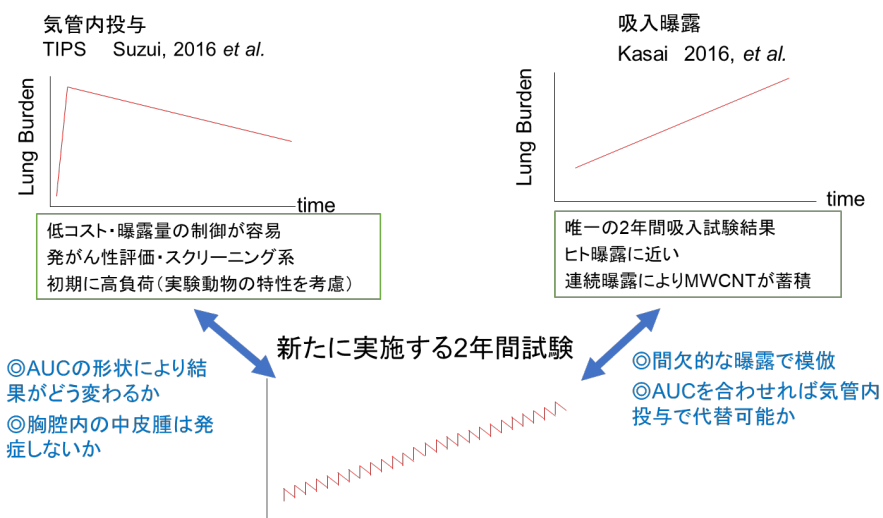 気管内投与
TIPS Suzui, 2016 et al.
Lung Burden
time
低コスト・曝露量の制御が容易
発がん性評価・スクリーニング系
初期に高負荷（実験動物の特性を考慮）
吸入曝露
Kasai 2016, et al.
Lung Burden
time
唯一の2年間吸入試験結果
ヒト曝露に近い
連続曝露によりMWCNTが蓄積
新たに実施する2年間試験
◎AUCの形状により結
果がどう変わるか
◎胸腔内の中皮腫は発
症しないか
◎間欠的な曝露で模倣
◎AUCを合わせれば気管内
投与で代替可能か